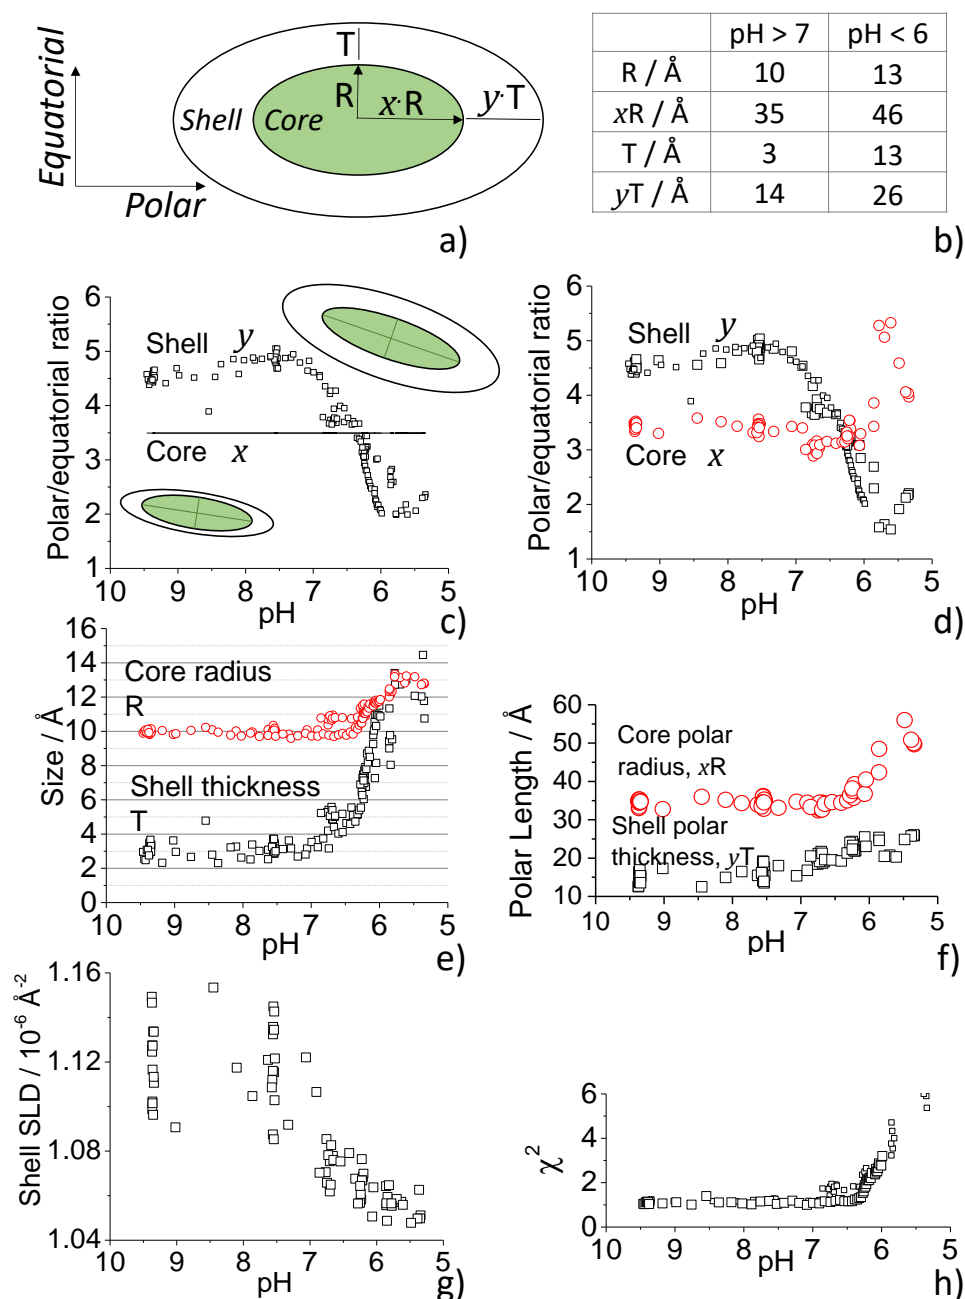 Equatorial
Polar
T
R
x·R
y·T
Shell
Core
a)
pH > 7 pH < 6
R / Å 10 13
xR / Å 35 46
T / Å 3 13
yT / Å 14 26
b)
Polar/equatorial ratio
6
5
4
3
2
1
Shell y
Core x
10 9 8 7 6 5
pH
c)
Polar/equatorial ratio
6
5
4
3
2
1
Shell y
Core x
10 9 8 7 6 5
pH
d)
Size / Å
16
14
12
10
8
6
4
2
0
Core radius
R
Shell thickness
T
10 9 8 7 6 5
pH
e)
Polar Length / Å
60
50
40
30
20
10
Core polar
radius, xR
Shell polar
thickness, yT
10 9 8 7 6 5
pH
f)
Shell SLD / 10⁻⁶ Å⁻²
1.16
1.12
1.08
1.04
10 9 8 7 6 5
pH
g)
χ²
6
4
2
0
10 9 8 7 6 5
pH
h)